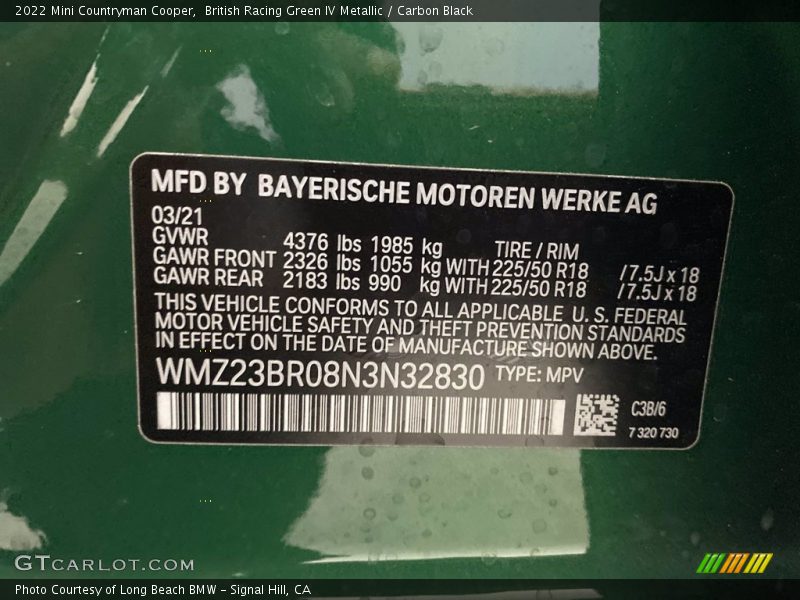 2022 Mini Countryman Cooper,  British Racing Green IV Metallic / Carbon Black
MFD BY BAYERISCHE MOTOREN WERKE AG
03/21
GVWR 4376 lbs 1985 kg TIRE / RIM
GAWR FRONT 2326 lbs 1055 kg WITH 225/50 R18 /7.5J x 18
GAWR REAR 2183 lbs 990 kg WITH 225/50 R18 /7.5J x 18
THIS VEHICLE CONFORMS TO ALL APPLICABLE U. S. FEDERAL
MOTOR VEHICLE SAFETY AND THEFT PREVENTION STANDARDS
IN EFFECT ON THE DATE OF MANUFACTURE SHOWN ABOVE.
WMZ23BR08N3N32830 TYPE: MPV
C3B/6
7 320 730
GTCARLOT.COM
Photo Courtesy of Long Beach BMW - Signal Hill, CA